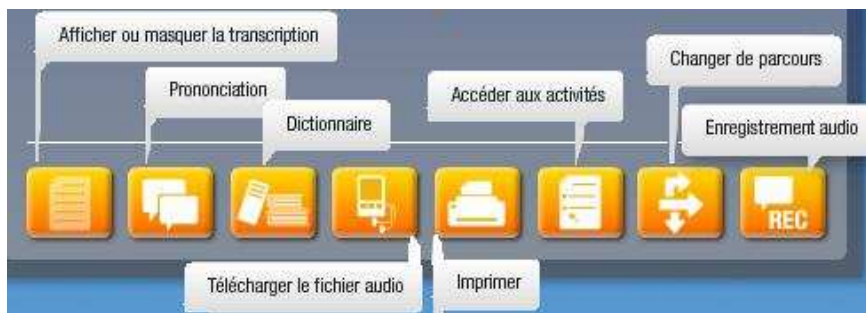 Afficher ou masquer la transcription
Prononciation
Dictionnaire
Accéder aux activités
Changer de parcours
Enregistrement audio
REC
Télécharger le fichier audio
Imprimer